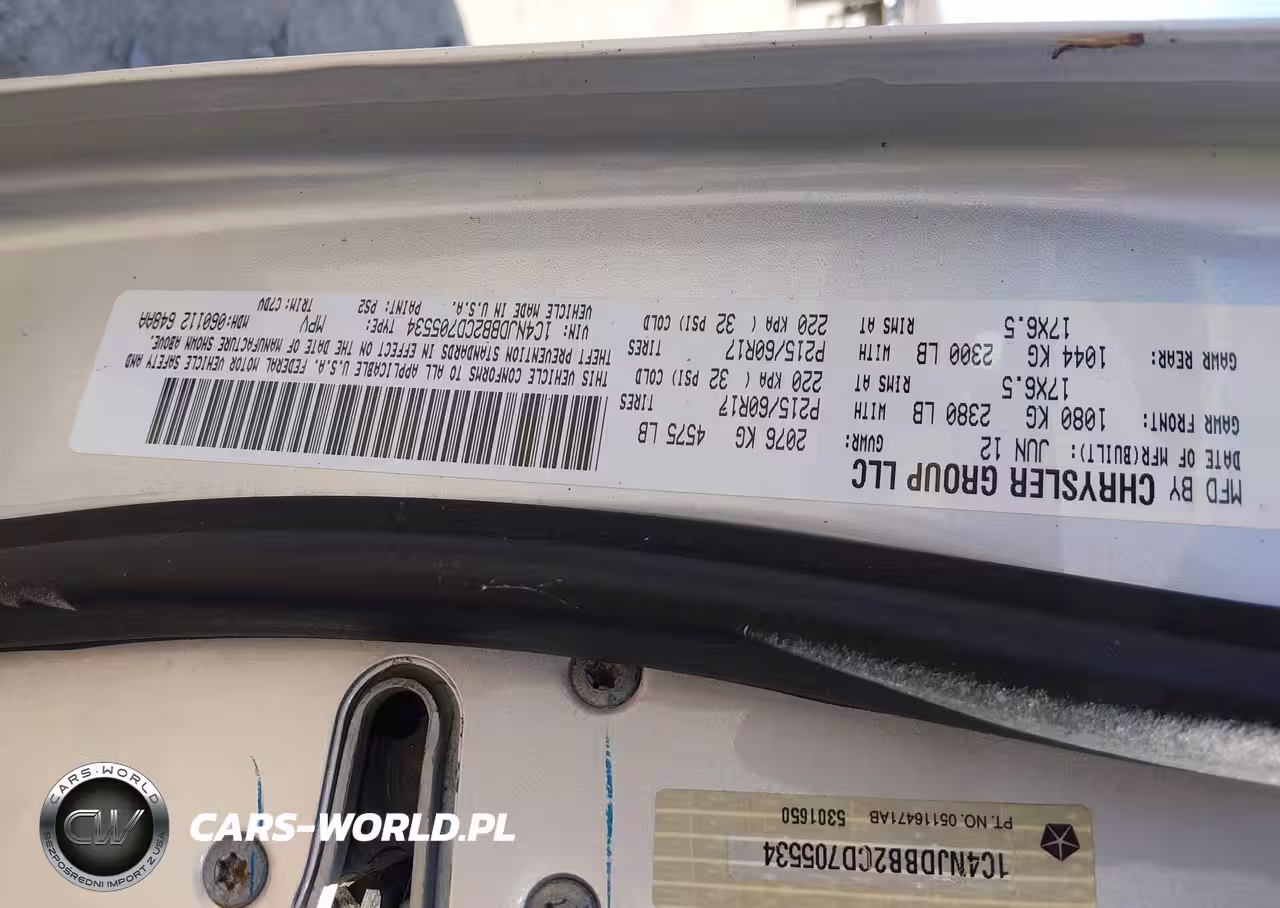 MFD BY CHRYSLER GROUP LLC
DATE OF MFR(BUILT): JUN 12 GVWR: 2076 KG 4575 LB
GAWR FRONT: 1080 KG 2380 LB WITH P215/60R17 TIRES
17X6.5 RIMS AT 220 KPA ( 32 PSI) COLD
GAWR REAR: 1044 KG 2300 LB WITH P215/60R17 TIRES
17X6.5 RIMS AT 220 KPA ( 32 PSI) COLD
THIS VEHICLE CONFORMS TO ALL APPLICABLE U.S.A. FEDERAL MOTOR VEHICLE SAFETY AND
THEFT PREVENTION STANDARDS IN EFFECT ON THE DATE OF MANUFACTURE SHOWN ABOVE.
VIN: 1C4NJDBB2CD705534 TYPE: MPV MDH:060112 648AA
VEHICLE MADE IN U.S.A. PAINT: PS2 TRIM: C7DV
1C4NJDBB2CD705534
PT. NO. 05116471AB 5301650
CARS-WORLD
CW
BEZPOŚREDNI IMPORT Z USA
CARS-WORLD.PL